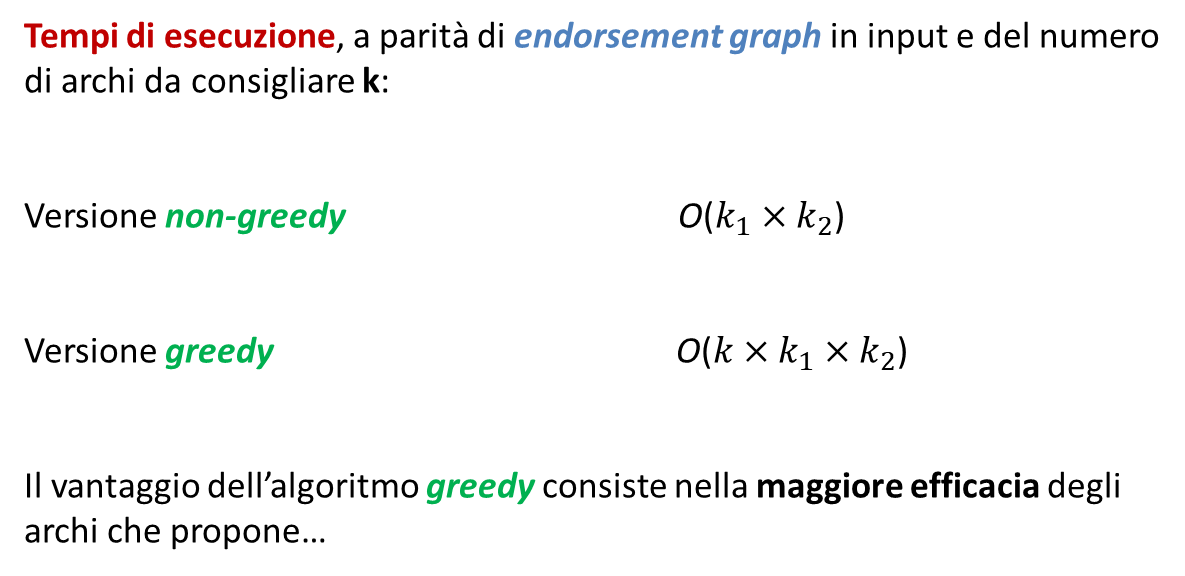 Tempi di esecuzione, a parità di endorsement graph in input e del numero
di archi da consigliare k:
Versione non-greedy O(k₁ × k₂)
Versione greedy O(k × k₁ × k₂)
Il vantaggio dell’algoritmo greedy consiste nella maggiore efficacia degli
archi che propone…